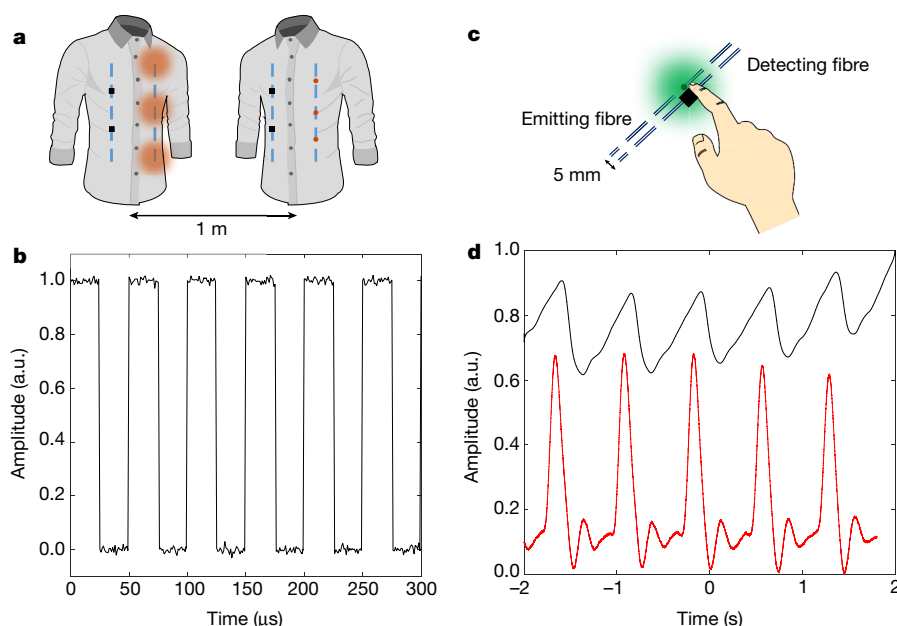 a
1 m
b
Amplitude (a.u.)
1.0
0.8
0.6
0.4
0.2
0.0
0
50
100
150
200
250
300
Time (μs)
c
Detecting fibre
Emitting fibre
5 mm
d
Amplitude (a.u.)
1.0
0.8
0.6
0.4
0.2
0.0
–2
–1
0
1
2
Time (s)